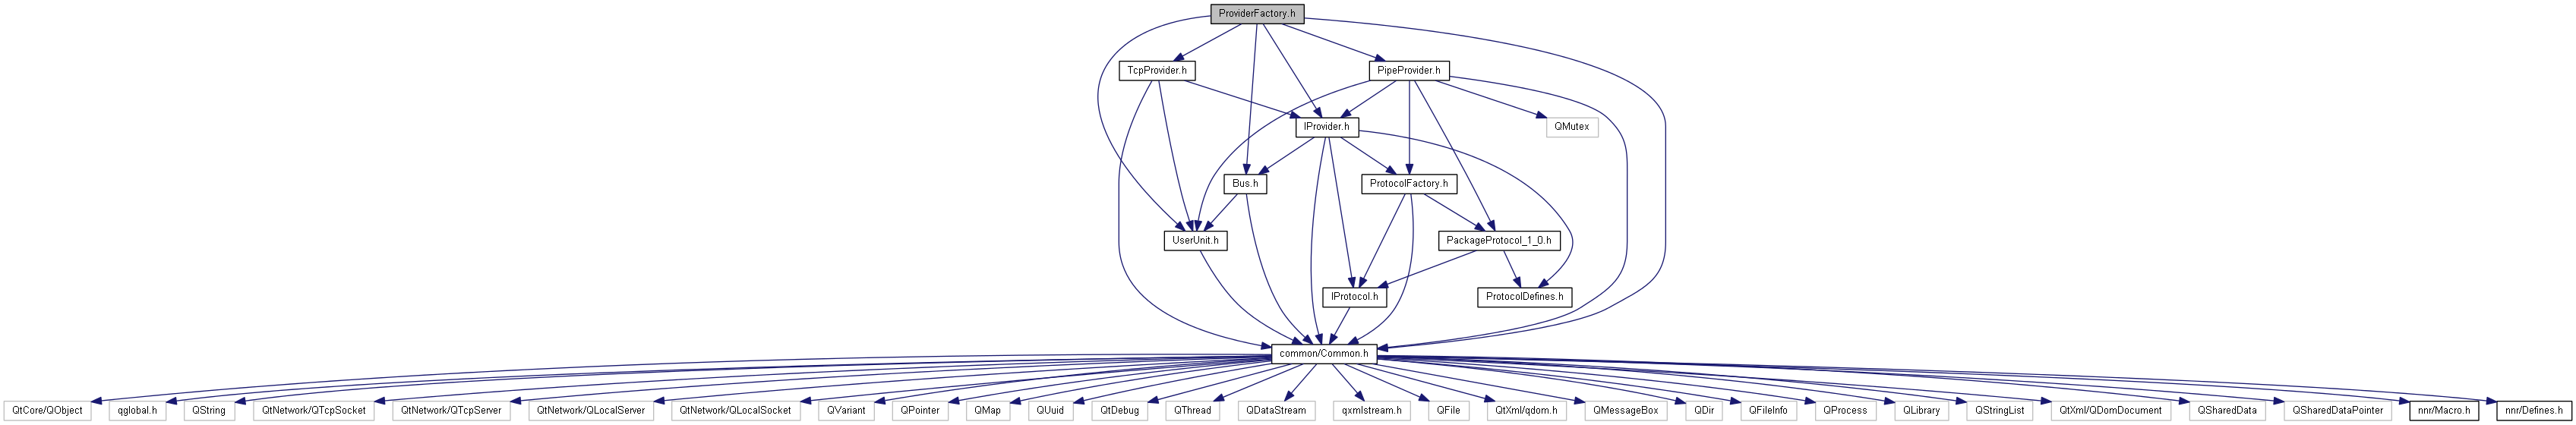 ProviderFactory.h
TcpProvider.h
PipeProvider.h
IProvider.h
QMutex
Bus.h
ProtocolFactory.h
UserUnit.h
PackageProtocol_1_0.h
IProtocol.h
ProtocolDefines.h
common/Common.h
QtCore/QObject
qglobal.h
QString
QtNetwork/QTcpSocket
QtNetwork/QTcpServer
QtNetwork/QLocalServer
QtNetwork/QLocalSocket
QVariant
QPointer
QMap
QUuid
QtDebug
QThread
QDataStream
qxmlstream.h
QFile
QtXml/qdom.h
QMessageBox
QDir
QFileInfo
QProcess
QLibrary
QStringList
QtXml/QDomDocument
QSharedData
QSharedDataPointer
nnr/Macro.h
nnr/Defines.h